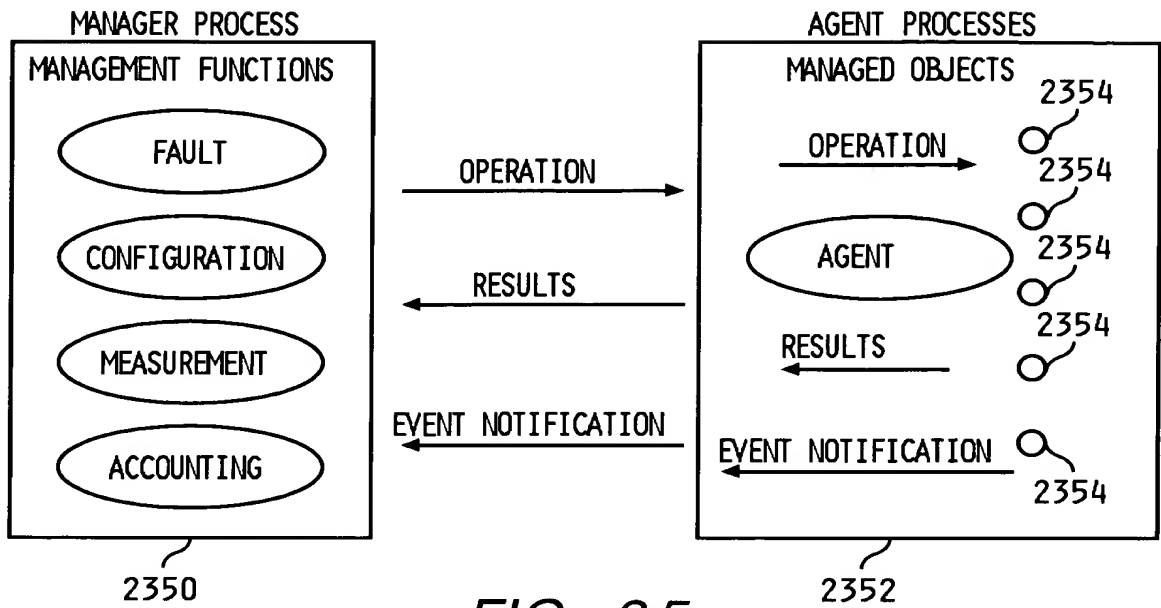 MANAGER PROCESS
MANAGEMENT FUNCTIONS
FAULT
CONFIGURATION
MEASUREMENT
ACCOUNTING
2350
OPERATION
RESULTS
EVENT NOTIFICATION
AGENT PROCESSES
MANAGED OBJECTS
2354
OPERATION
2354
AGENT
2354
2354
RESULTS
EVENT NOTIFICATION
2354
2352